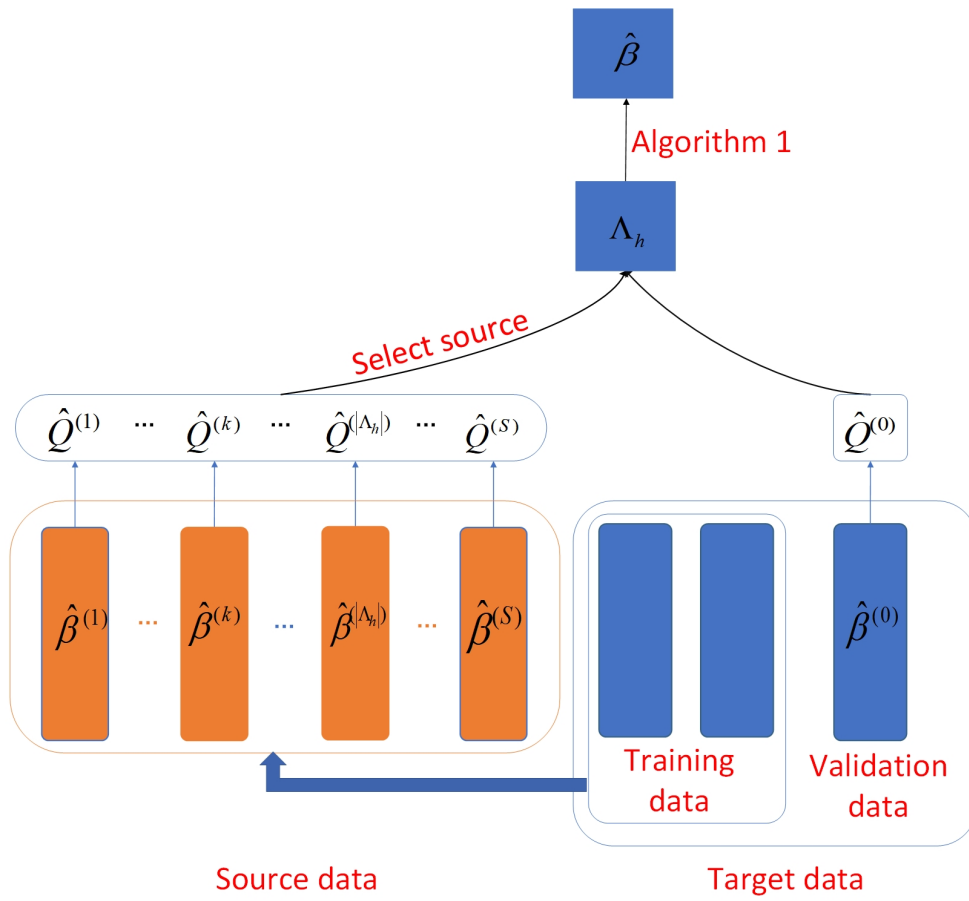 β̂
Algorithm 1
Λ_h
Select source
Q̂^(1) ... Q̂^(k) ... Q̂^(|Λ_h|) ... Q̂^(S)
Q̂^(0)
β̂^(1) ... β̂^(k) ... β̂^(|Λ_h|) ... β̂^(S)
β̂^(0)
Training
data
Validation
data
Source data
Target data